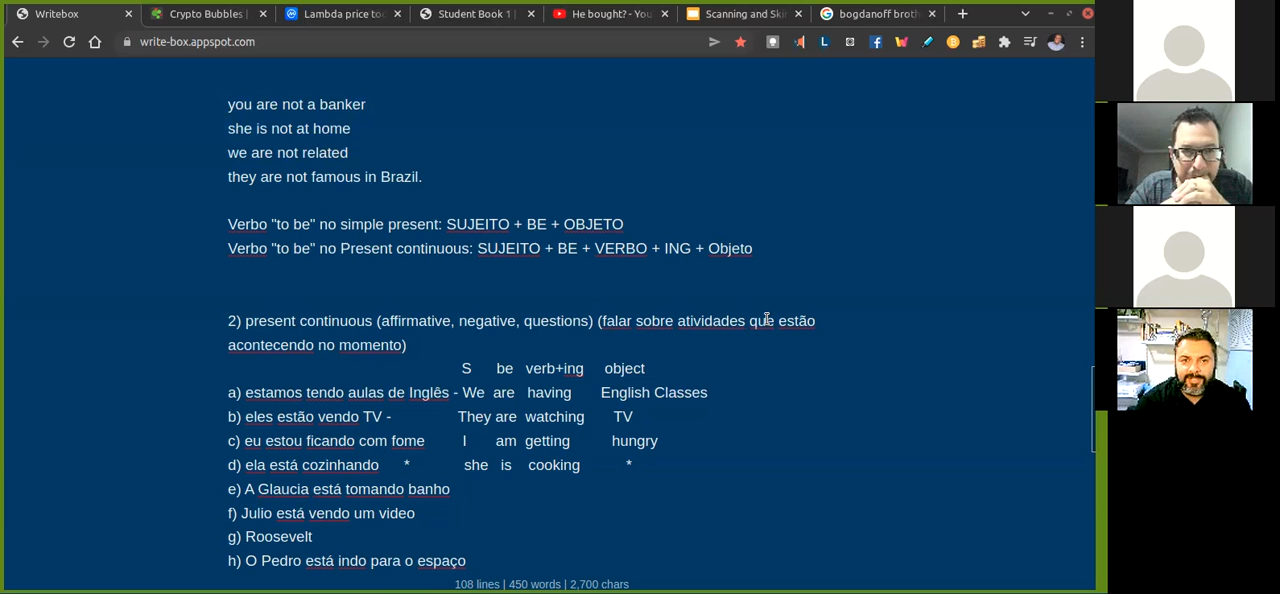 Writebox
Crypto Bubbles |
Lambda price to
Student Book 1 |
He bought? - You
Scanning and Ski
bogdanoff broth
write-box.appspot.com
you are not a banker
she is not at home
we are not related
they are not famous in Brazil.
Verbo "to be" no simple present: SUJEITO + BE + OBJETO
Verbo "to be" no Present continuous: SUJEITO + BE + VERBO + ING + Objeto
2) present continuous (affirmative, negative, questions) (falar sobre atividades que estão
acontecendo no momento)
S be verb+ing object
a) estamos tendo aulas de Inglês - We are having English Classes
b) eles estão vendo TV - They are watching TV
c) eu estou ficando com fome I am getting hungry
d) ela está cozinhando * she is cooking *
e) A Glaucia está tomando banho
f) Julio está vendo um video
g) Roosevelt
h) O Pedro está indo para o espaço
108 lines | 450 words | 2,700 chars